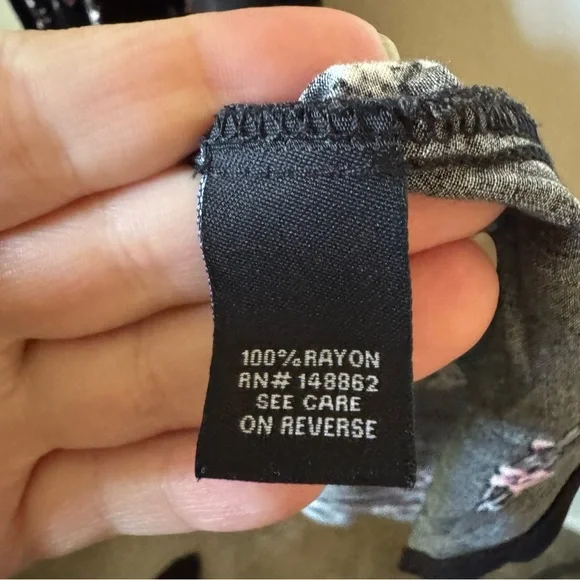 100% RAYON
RN# 148862
SEE CARE
ON REVERSE